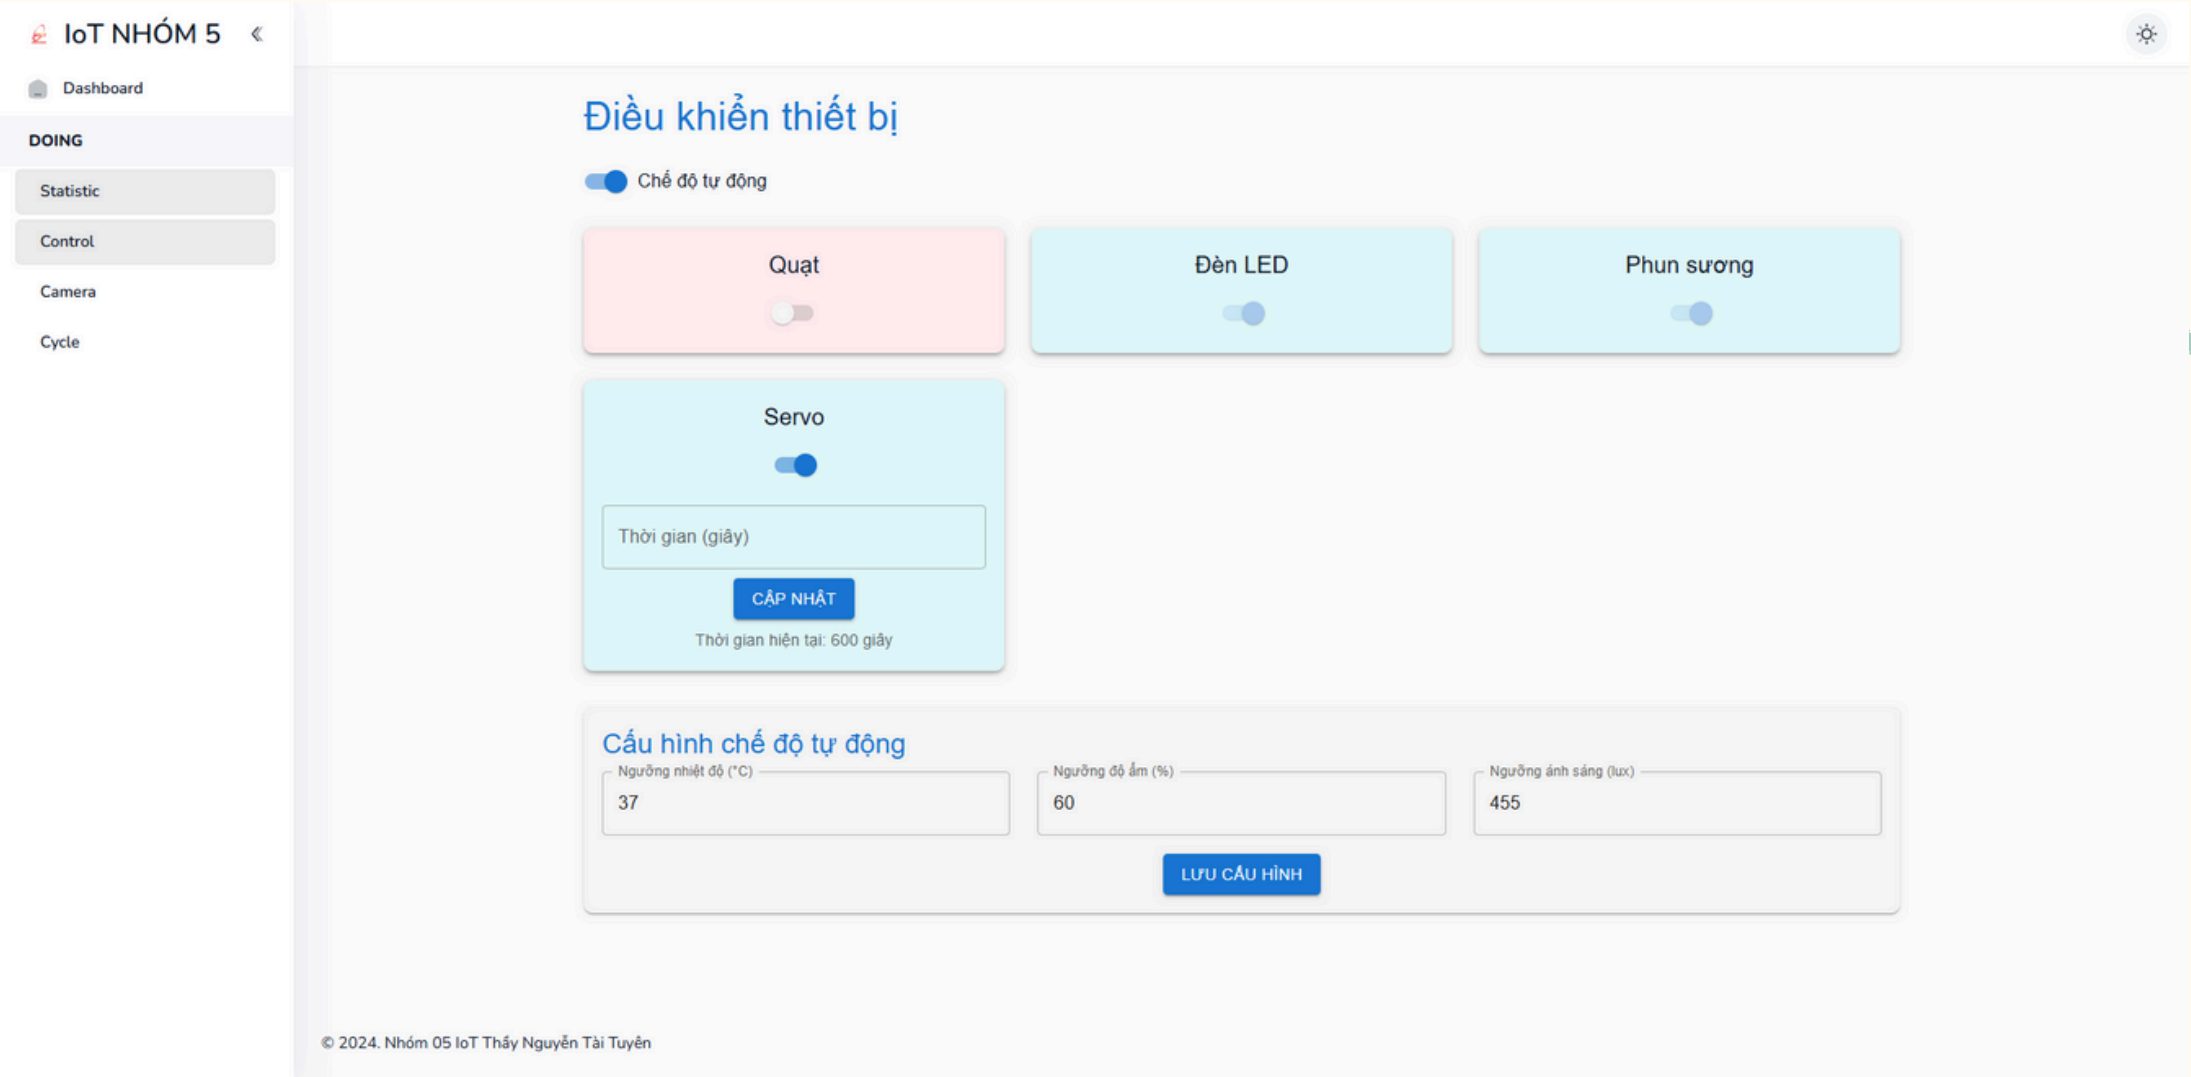 IoT NHÓM 5
Dashboard
DOING
Statistic
Control
Camera
Cycle
Điều khiển thiết bị
Chế độ tự động
Quạt
Đèn LED
Phun sương
Servo
Thời gian (giây)
CẬP NHẬT
Thời gian hiện tại: 600 giây
Cấu hình chế độ tự động
Ngưỡng nhiệt độ (°C)
37
Ngưỡng độ ẩm (%)
60
Ngưỡng ánh sáng (lux)
455
LƯU CẤU HÌNH
© 2024. Nhóm 05 IoT Thầy Nguyễn Tài Tuyên